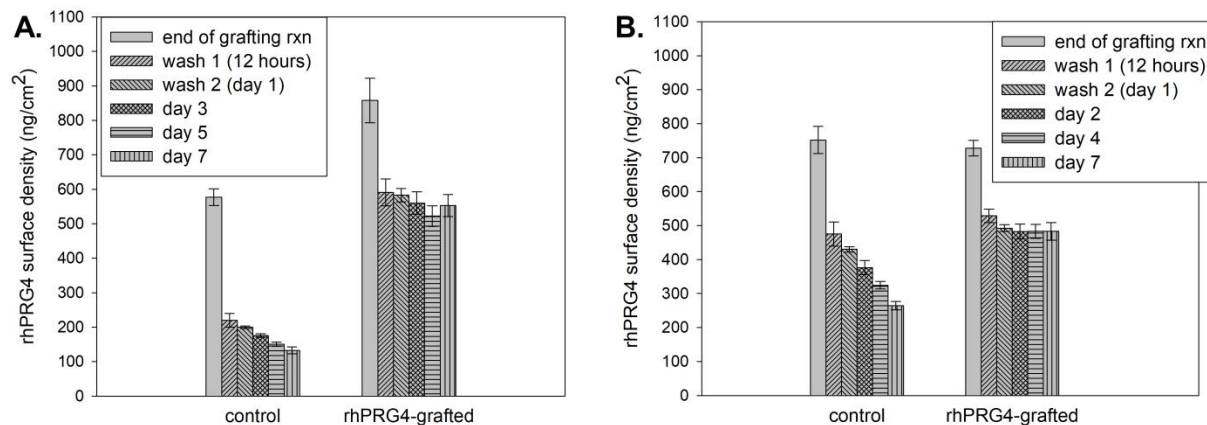 A.
rhPRG4 surface density (ng/cm²)
1100
1000
900
800
700
600
500
400
300
200
100
0
end of grafting rxn
wash 1 (12 hours)
wash 2 (day 1)
day 3
day 5
day 7
control
rhPRG4-grafted
B.
rhPRG4 surface density (ng/cm²)
1100
1000
900
800
700
600
500
400
300
200
100
0
end of grafting rxn
wash 1 (12 hours)
wash 2 (day 1)
day 2
day 4
day 7
control
rhPRG4-grafted